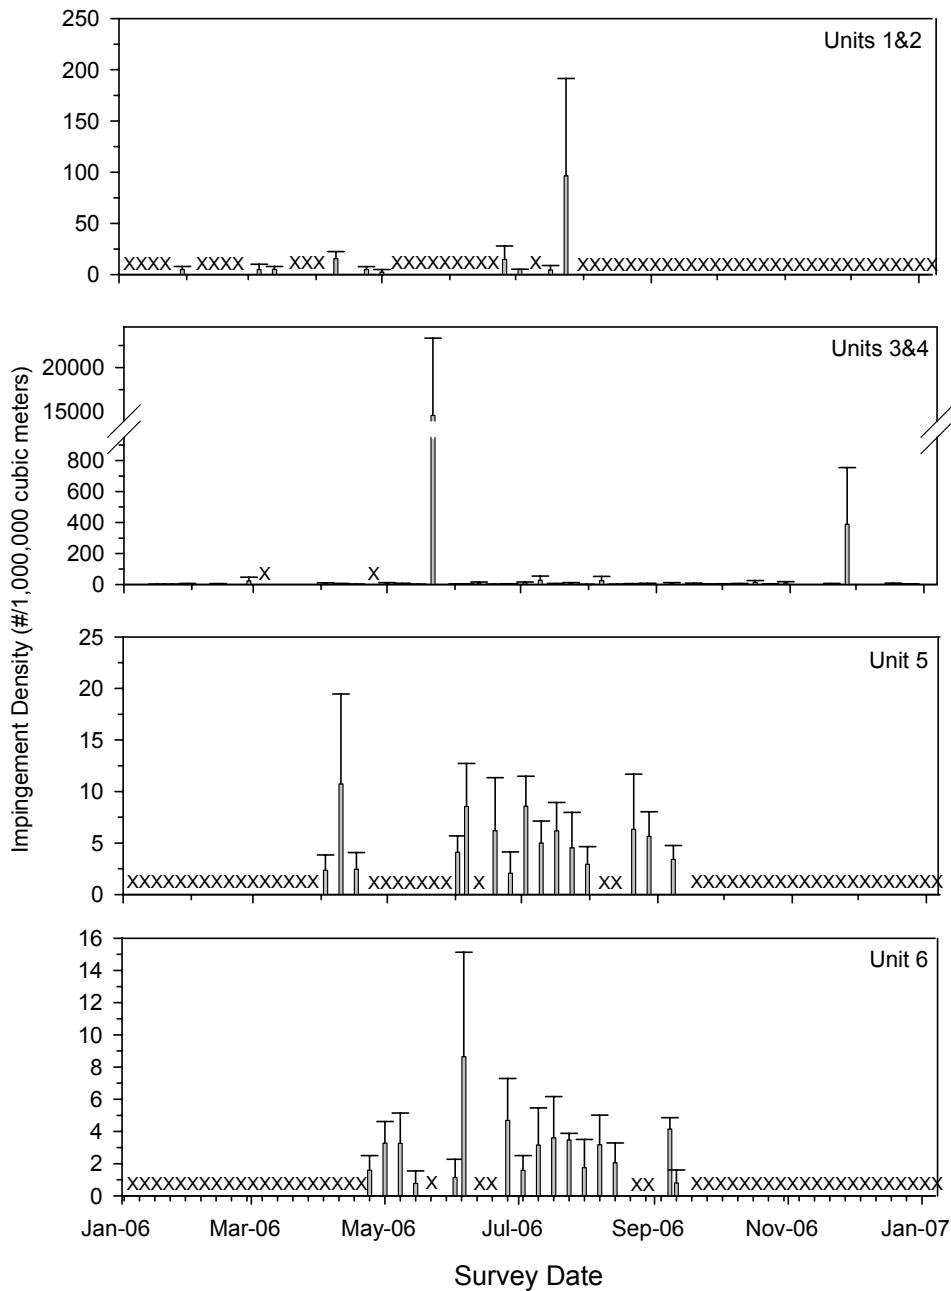 250
Units 1&2
200
150
100
50
XXXX XXXX XXX XXXXXXXXX X XXXXXXXXXXXXXXXXXXXXXXXXXXXXXX
0
Units 3&4
20000
15000
800
600
400
200
X X
0
Impingement Density (#/1,000,000 cubic meters)
25
Unit 5
20
15
10
5
XXXXXXXXXXXXXXXX XXXXXXX X XX XXXXXXXXXXXXXXXXXXXXX
0
16
Unit 6
14
12
10
8
6
4
2
XXXXXXXXXXXXXXXXXXXX X XX XX XXXXXXXXXXXXXXXXXXXXX
0
Jan-06 Mar-06 May-06 Jul-06 Sep-06 Nov-06 Jan-07
Survey Date